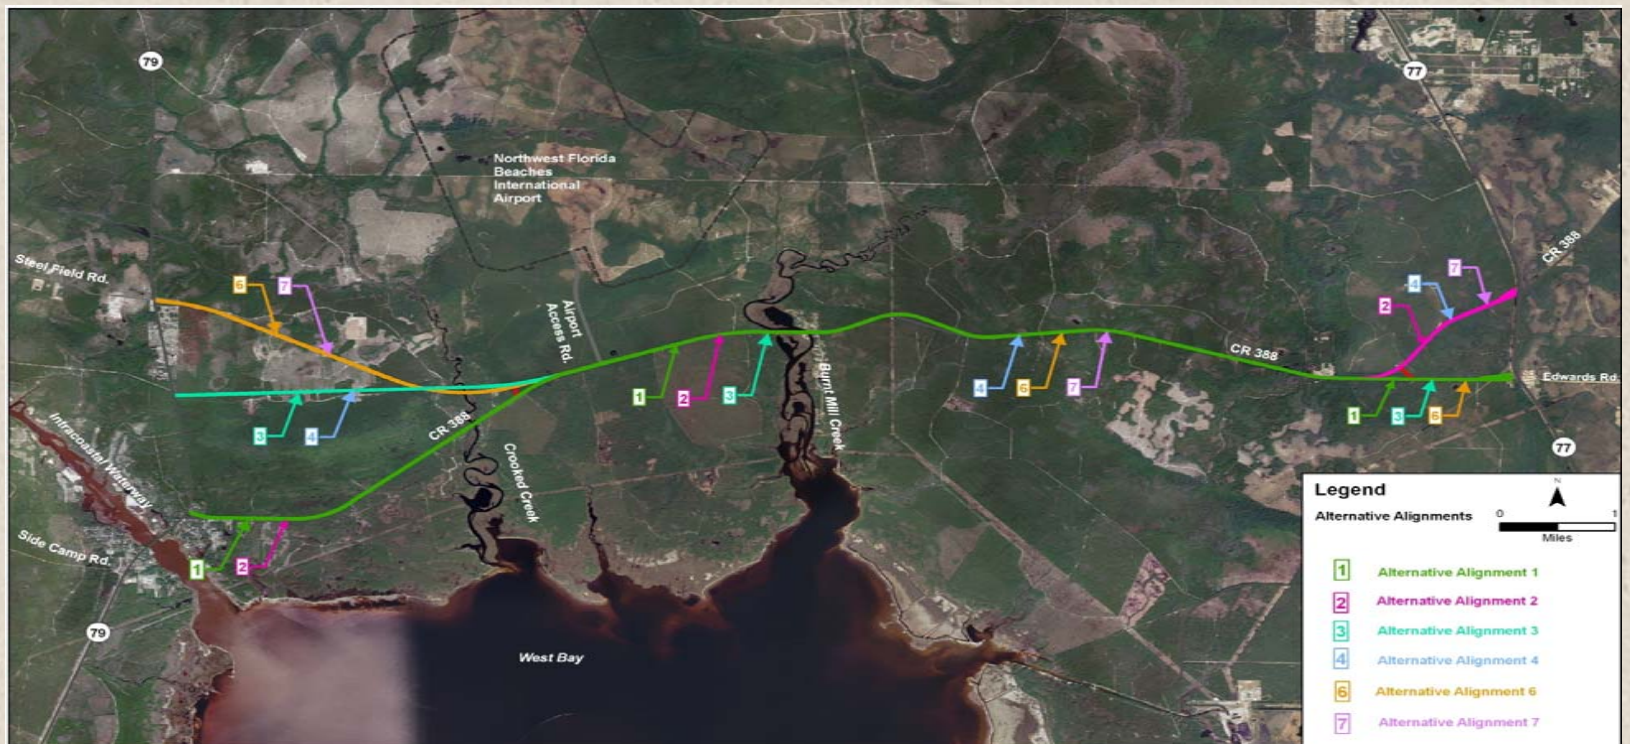 79
77
Northwest Florida
Beaches
International
Airport
CR 388
Steel Field Rd.
6
7
Airport
Access Rd.
4
7
2
CR 388
Edwards Rd.
1
2
3
4
6
7
1
3
6
3
4
CR 388
Burnt Mill Creek
Intracoastal Waterway
Crooked Creek
77
Side Camp Rd.
1
2
79
West Bay
Legend
N
Alternative Alignments
0
1
Miles
1 Alternative Alignment 1
2 Alternative Alignment 2
3 Alternative Alignment 3
4 Alternative Alignment 4
6 Alternative Alignment 6
7 Alternative Alignment 7